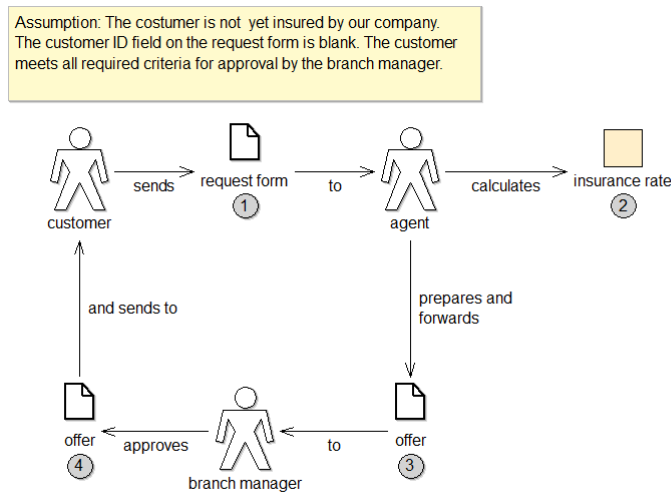 Assumption: The costumer is not yet insured by our company.
The customer ID field on the request form is blank. The customer
meets all required criteria for approval by the branch manager.
customer
sends
request form
1
to
agent
calculates
insurance rate
2
prepares and
forwards
offer
3
to
branch manager
approves
offer
4
and sends to